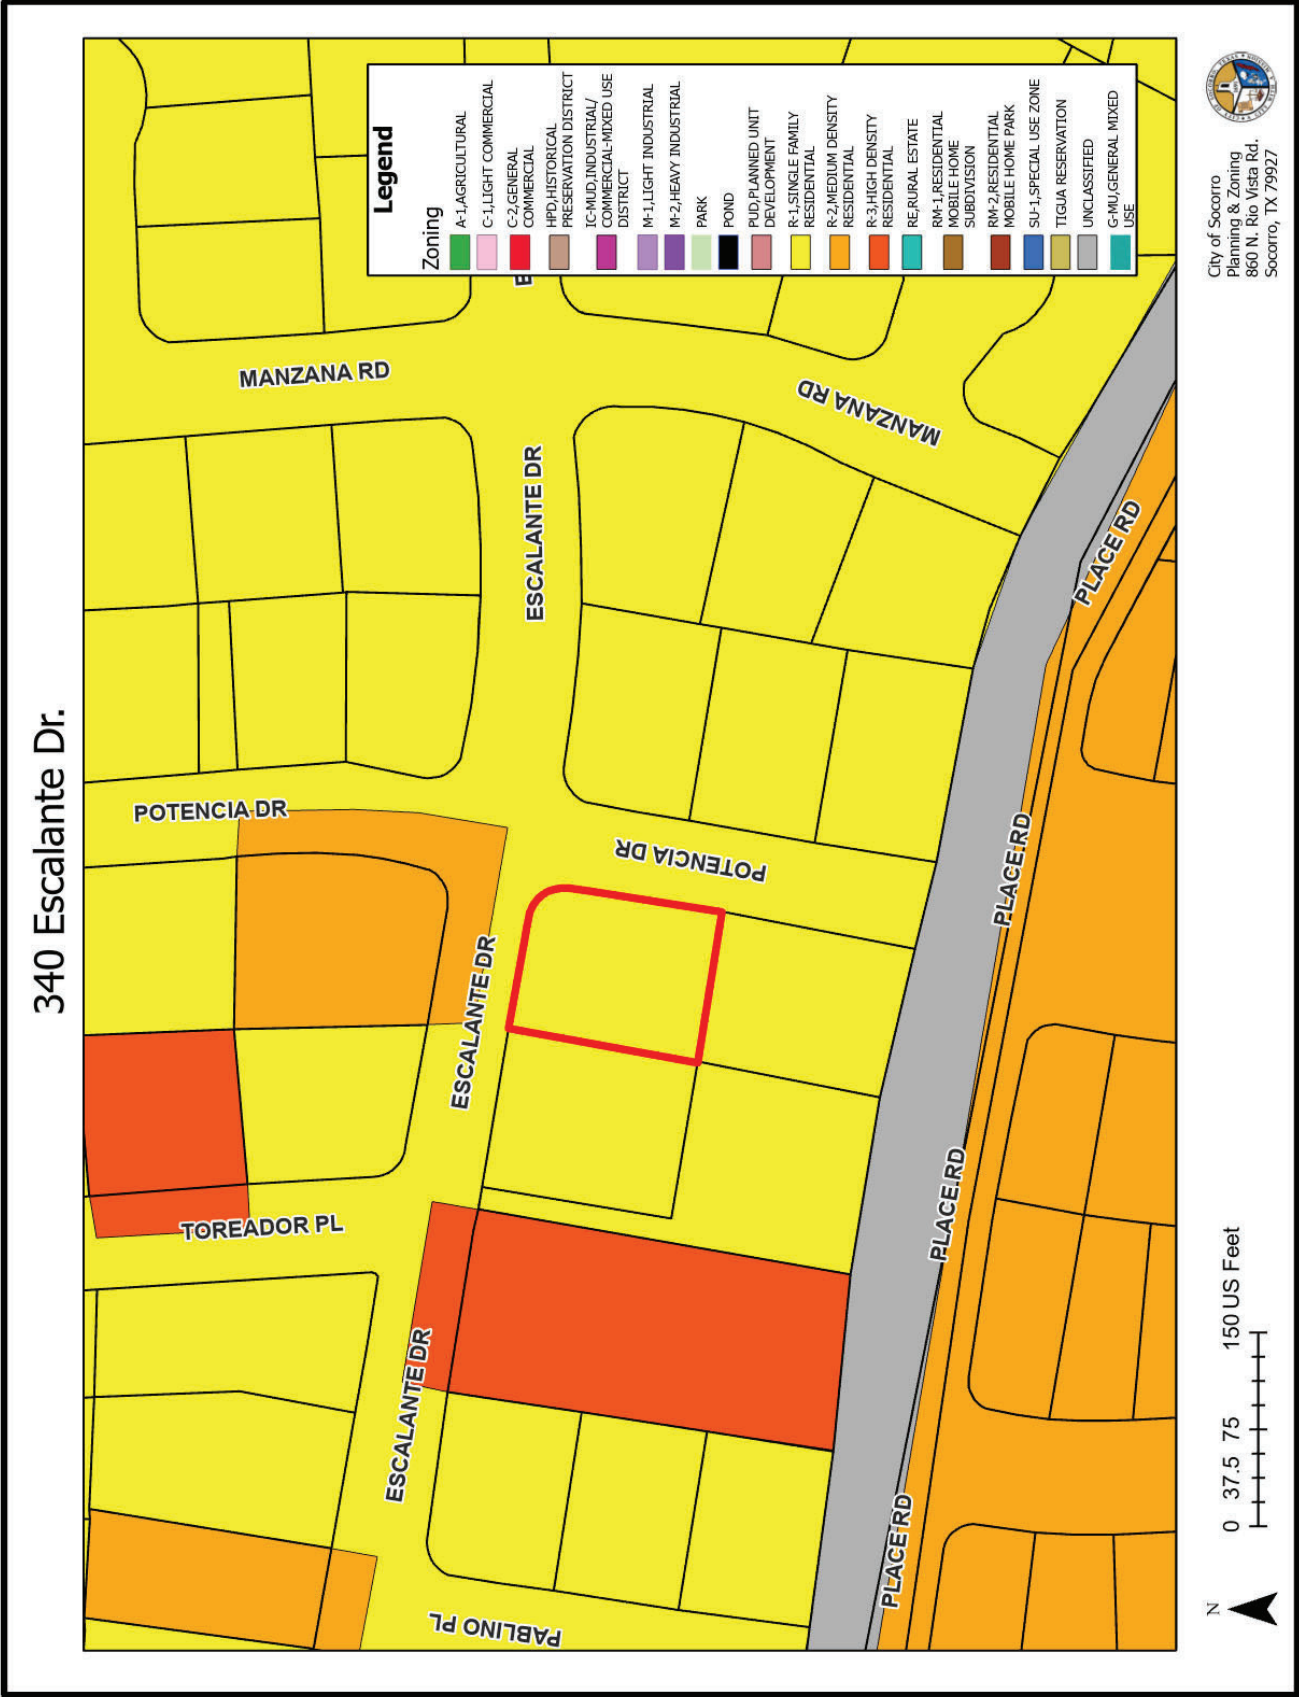 340 Escalante Dr.
Legend
Zoning
A-1,AGRICULTURAL
C-1,LIGHT COMMERCIAL
C-2,GENERAL
COMMERCIAL
HPD,HISTORICAL
PRESERVATION DISTRICT
IC-MUD,INDUSTRIAL/
COMMERCIAL-MIXED USE
DISTRICT
M-1,LIGHT INDUSTRIAL
M-2,HEAVY INDUSTRIAL
PARK
POND
PUD,PLANNED UNIT
DEVELOPMENT
R-1,SINGLE FAMILY
RESIDENTIAL
R-2,MEDIUM DENSITY
RESIDENTIAL
R-3,HIGH DENSITY
RESIDENTIAL
RE,RURAL ESTATE
RM-1,RESIDENTIAL
MOBILE HOME
SUBDIVISION
RM-2,RESIDENTIAL
MOBILE HOME PARK
SU-1,SPECIAL USE ZONE
TIGUA RESERVATION
UNCLASSIFIED
G-MU,GENERAL MIXED
USE
MANZANA RD
POTENCIA DR
TOREADOR PL
E
ESCALANTE DR
ESCALANTE DR
ESCALANTE DR
PABLINO PL
POTENCIA DR
MANZANA RD
PLACE RD
PLACE RD
PLACE RD
PLACE RD
N
0 37.5 75 150 US Feet
City of Socorro
Planning & Zoning
860 N. Rio Vista Rd.
Socorro, TX 79927